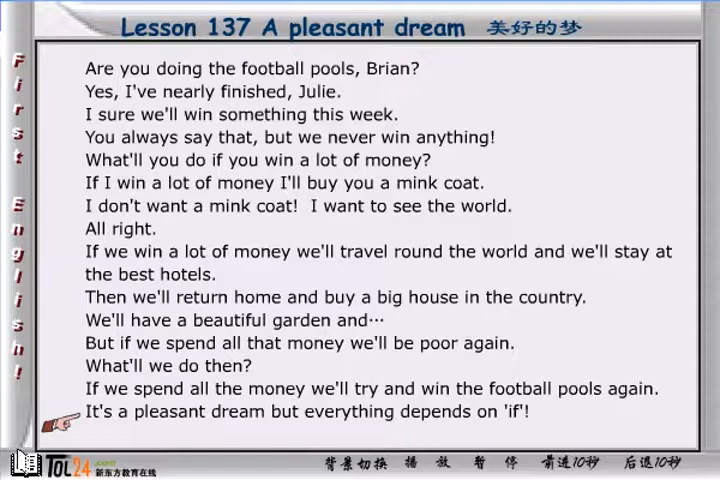 Lesson 137 A pleasant dream 美好的梦
First English!
Are you doing the football pools, Brian?
Yes, I've nearly finished, Julie.
I sure we'll win something this week.
You always say that, but we never win anything!
What'll you do if you win a lot of money?
If I win a lot of money I'll buy you a mink coat.
I don't want a mink coat! I want to see the world.
All right.
If we win a lot of money we'll travel round the world and we'll stay at
the best hotels.
Then we'll return home and buy a big house in the country.
We'll have a beautiful garden and…
But if we spend all that money we'll be poor again.
What'll we do then?
If we spend all the money we'll try and win the football pools again.
It's a pleasant dream but everything depends on 'if'!
TOL24.com
新东方教育在线
背景切换 播放 暂停 前进10秒 后退10秒